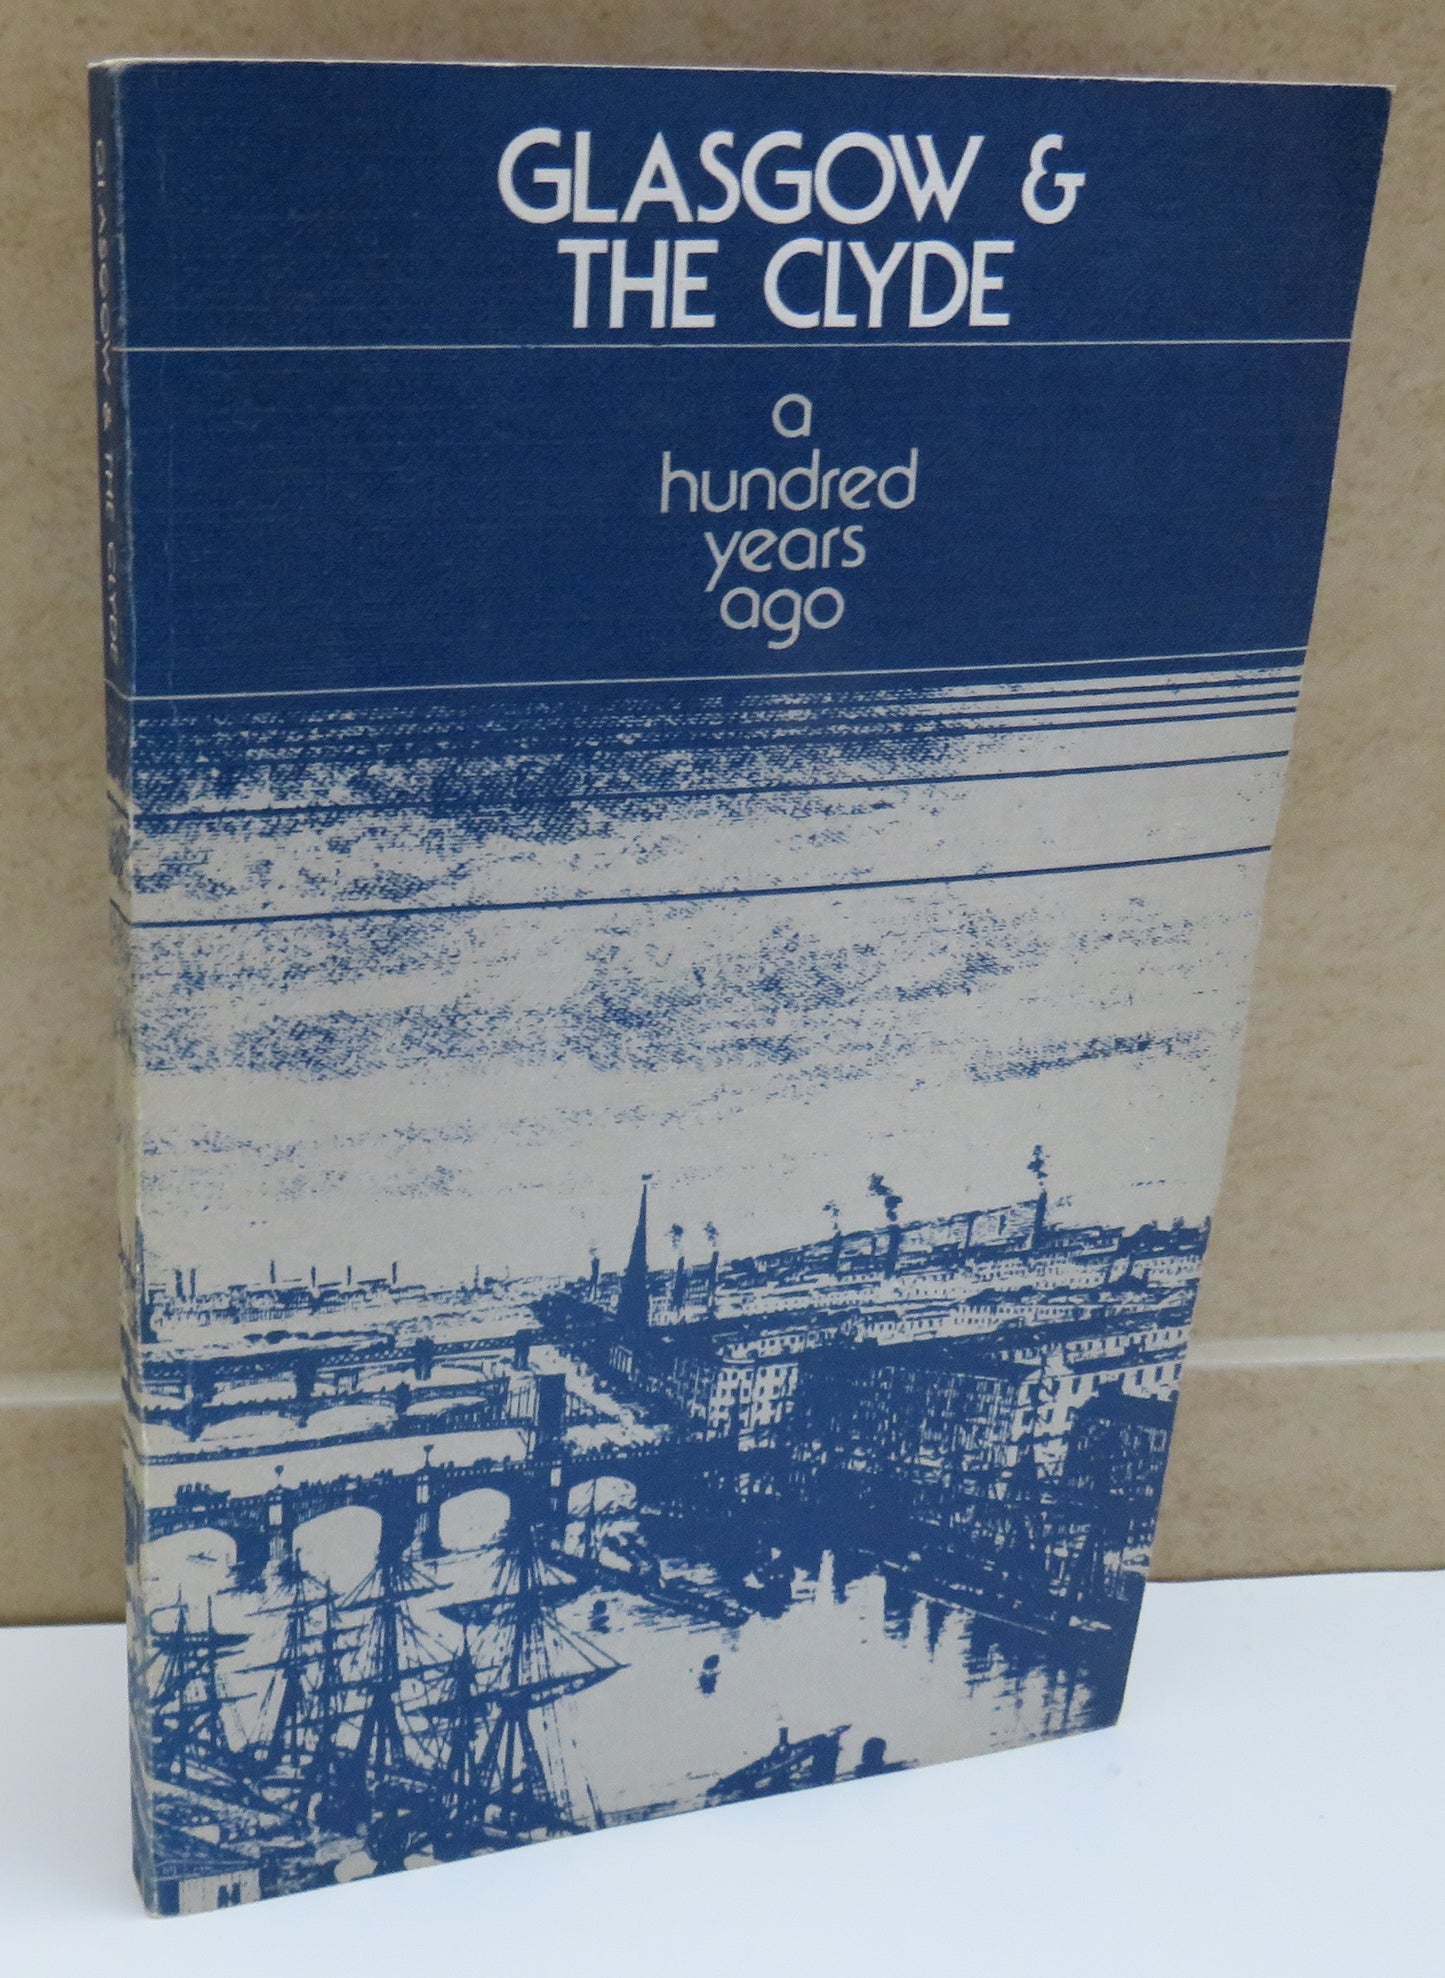 GLASGOW &
THE CLYDE
a
hundred
years
ago
GLASGOW & THE CLYDE